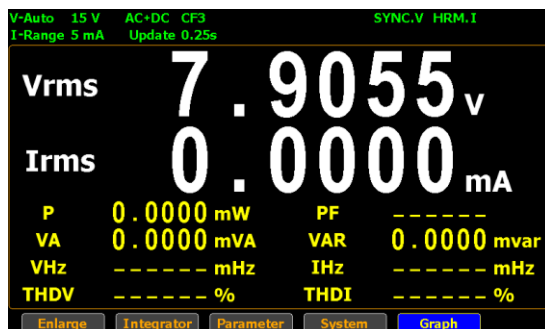 V-Auto 15 V AC+DC CF3 SYNC.V HRM.I
I-Range 5 mA Update 0.25s
Vrms 7.9055 V
Irms 0.0000 mA
P 0.0000 mW PF ------
VA 0.0000 mVA VAR 0.0000 mvar
VHz ------ mHz IHz ------ mHz
THDV ------ % THDI ------ %
Enlarge Integrator Parameter System Graph